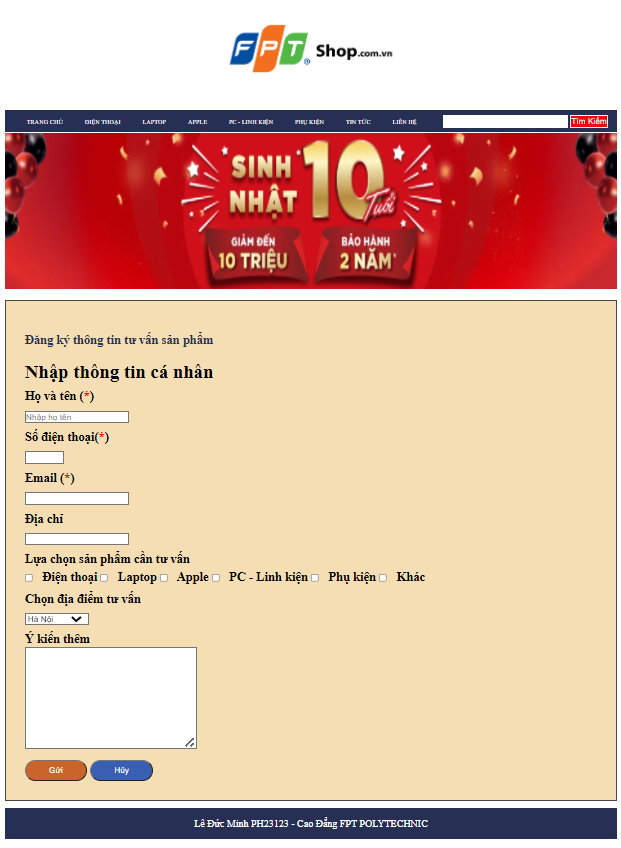 FPT® Shop.com.vn
TRANG CHỦ ĐIỆN THOẠI LAPTOP APPLE PC - LINH KIỆN PHỤ KIỆN TIN TỨC LIÊN HỆ Tìm Kiếm
SINH NHẬT 10 Tuổi
GIẢM ĐẾN 10 TRIỆU
BẢO HÀNH 2 NĂM*
Đăng ký thông tin tư vấn sản phẩm
Nhập thông tin cá nhân
Họ và tên (*)
Nhập họ tên
Số điện thoại(*)
Email (*)
Địa chỉ
Lựa chọn sản phẩm cần tư vấn
Điện thoại Laptop Apple PC - Linh kiện Phụ kiện Khác
Chọn địa điểm tư vấn
Hà Nội
Ý kiến thêm
Gửi Hủy
Lê Đức Minh PH23123 - Cao Đẳng FPT POLYTECHNIC